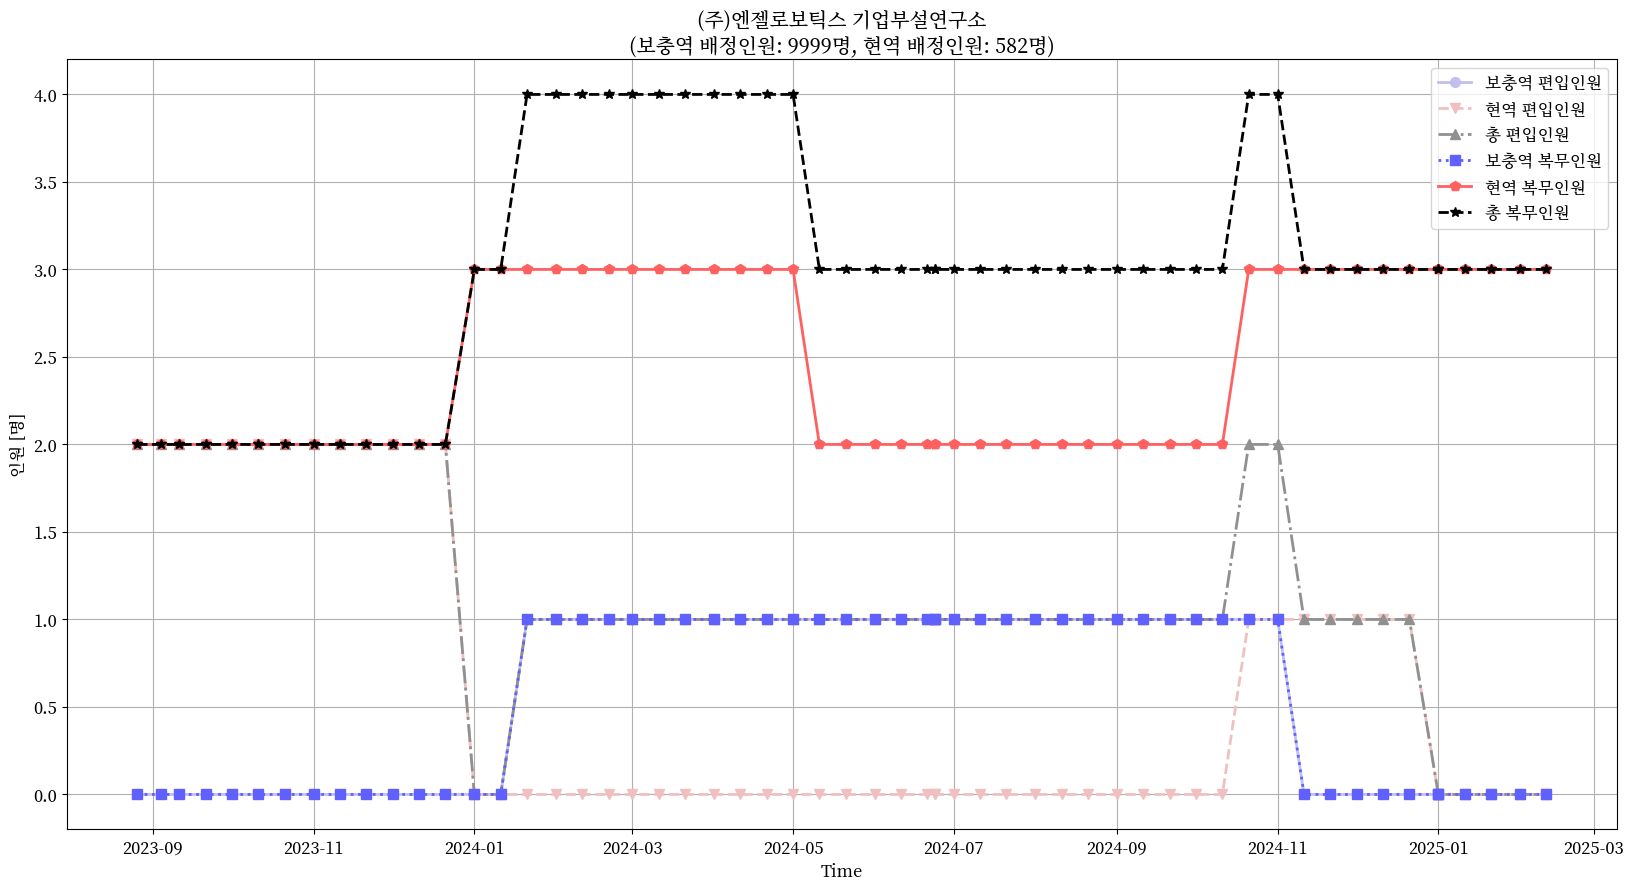 (주)엔젤로보틱스 기업부설연구소
(보충역 배정인원: 9999명, 현역 배정인원: 582명)
보충역 편입인원
현역 편입인원
총 편입인원
보충역 복무인원
현역 복무인원
총 복무인원
인원 [명]
4.0
3.5
3.0
2.5
2.0
1.5
1.0
0.5
0.0
2023-09 2023-11 2024-01 2024-03 2024-05 2024-07 2024-09 2024-11 2025-01 2025-03
Time